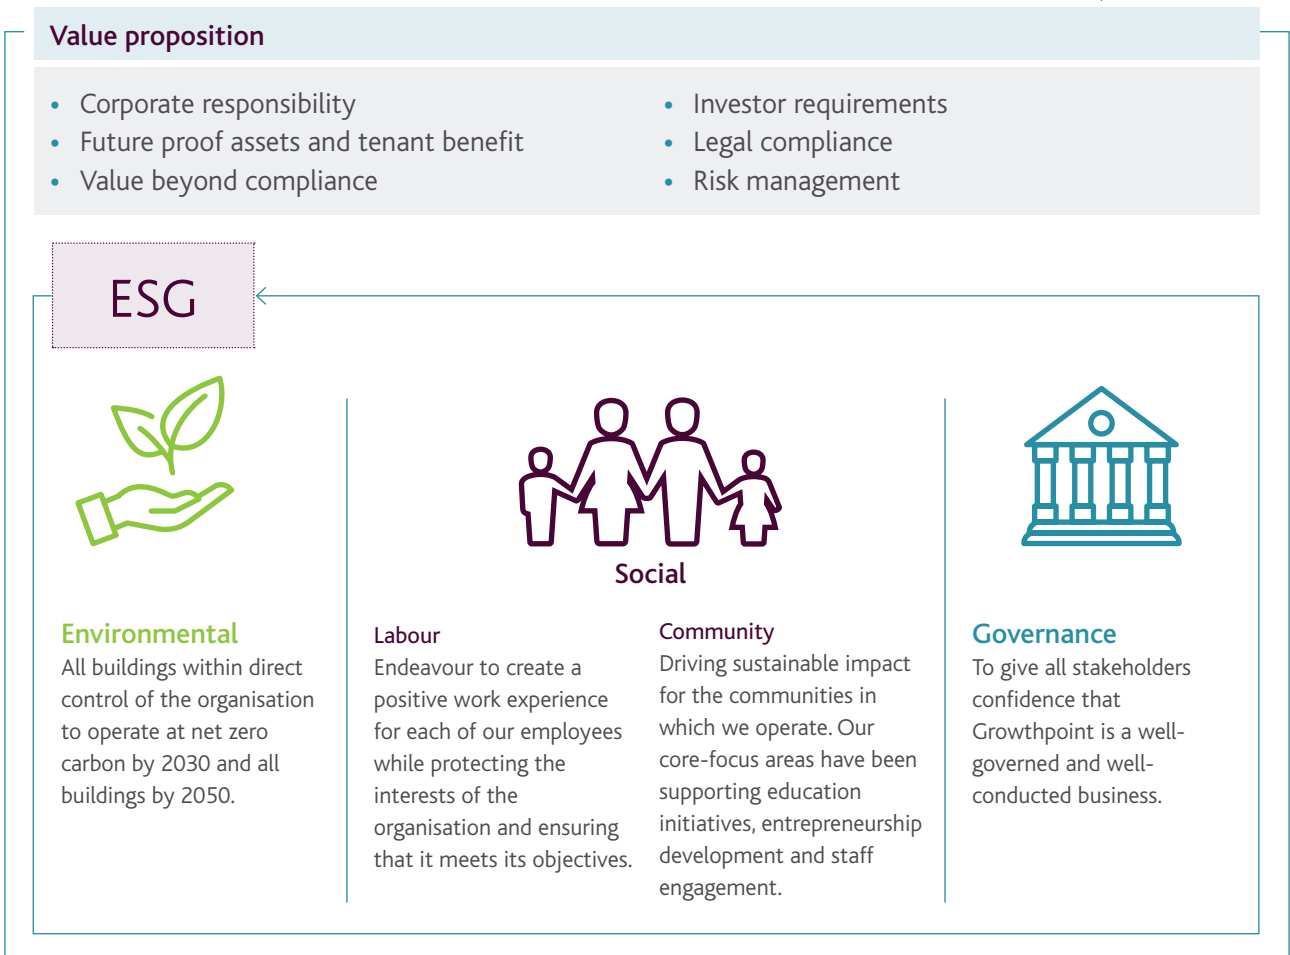 Value proposition
• Corporate responsibility
• Future proof assets and tenant benefit
• Value beyond compliance
• Investor requirements
• Legal compliance
• Risk management
ESG
Environmental
All buildings within direct
control of the organisation
to operate at net zero
carbon by 2030 and all
buildings by 2050.
Social
Labour
Endeavour to create a
positive work experience
for each of our employees
while protecting the
interests of the
organisation and ensuring
that it meets its objectives.
Community
Driving sustainable impact
for the communities in
which we operate. Our
core-focus areas have been
supporting education
initiatives, entrepreneurship
development and staff
engagement.
Governance
To give all stakeholders
confidence that
Growthpoint is a well-
governed and well-
conducted business.